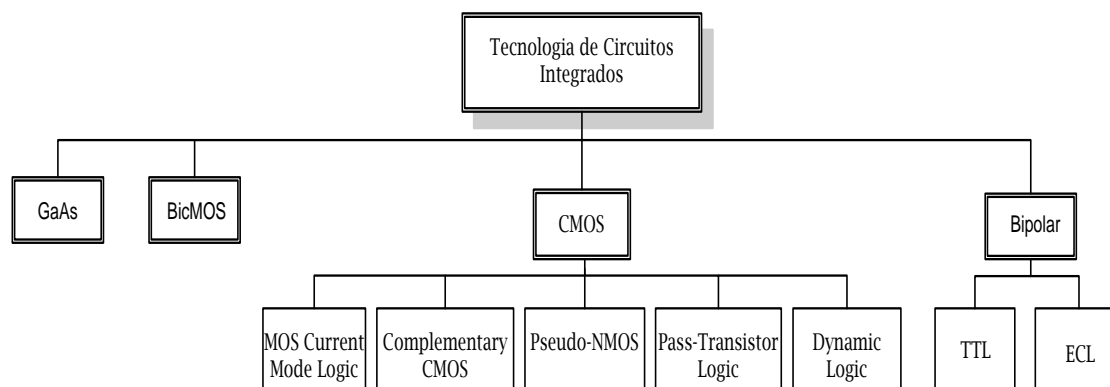 Tecnologia de Circuitos
Integrados
GaAs
BicMOS
CMOS
Bipolar
MOS Current
Mode Logic
Complementary
CMOS
Pseudo-NMOS
Pass-Transistor
Logic
Dynamic
Logic
TTL
ECL